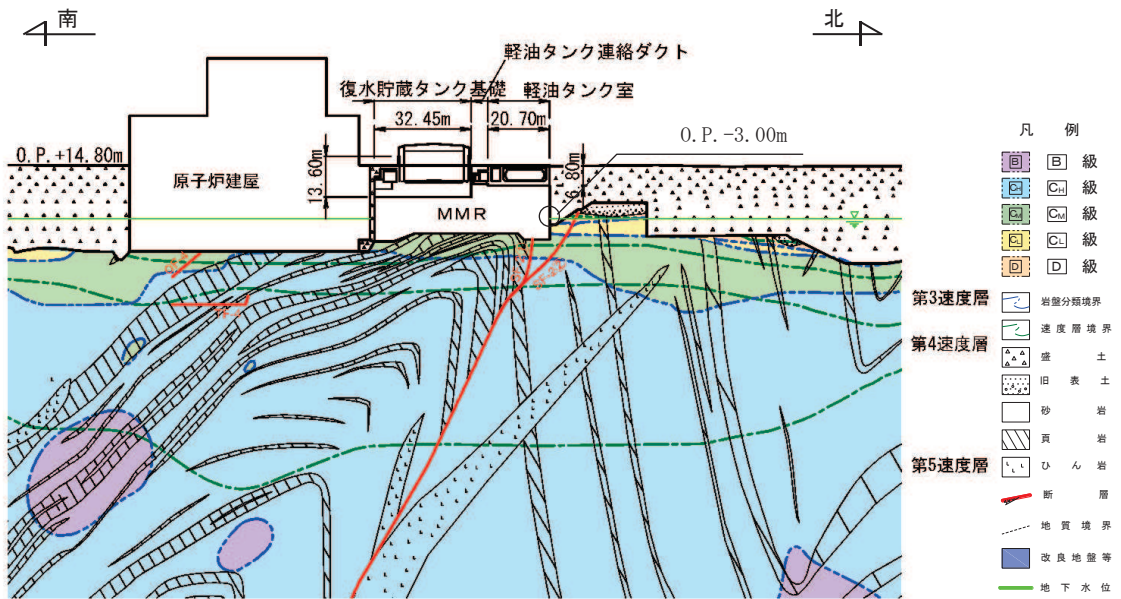 南
北
軽油タンク連絡ダクト
復水貯蔵タンク基礎
軽油タンク室
32.45m
20.70m
O.P.-3.00m
O.P.+14.80m
13.60m
6.80m
原子炉建屋
MMR
凡 例
B B 級
CH CH 級
CM CM 級
CL CL 級
D D 級
第3速度層
岩盤分類境界
速度層境界
第4速度層
盛 土
旧 表 土
砂 岩
頁 岩
第5速度層
ひ ん 岩
断 層
地 質 境 界
改 良 地 盤 等
地 下 水 位